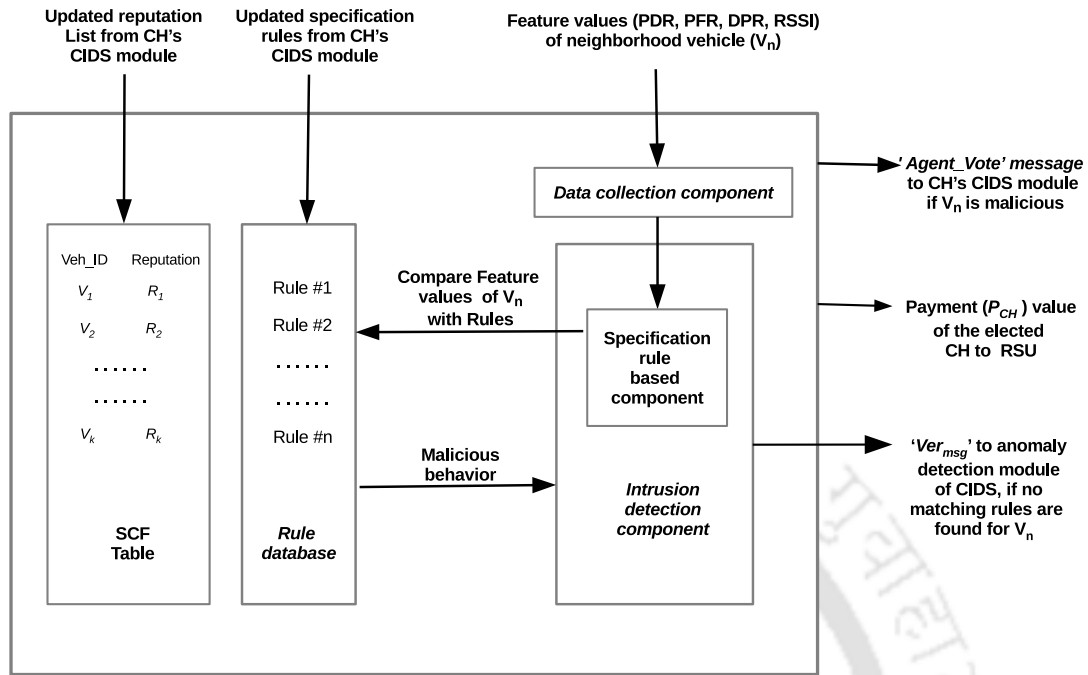 Updated reputation
List from CH's
CIDS module
Updated specification
rules from CH's
CIDS module
Feature values (PDR, PFR, DPR, RSSI)
of neighborhood vehicle (Vn)
Data collection component
'Agent_Vote' message
to CH's CIDS module
if Vn is malicious
Veh_ID Reputation
V1 R1
V2 R2
......
......
Vk Rk
SCF
Table
Rule #1
Rule #2
......
......
Rule #n
Rule
database
Compare Feature
values of Vn
with Rules
Malicious
behavior
Specification
rule
based
component
Intrusion
detection
component
Payment (PCH) value
of the elected
CH to RSU
'Vermsg' to anomaly
detection module
of CIDS, if no
matching rules are
found for Vn